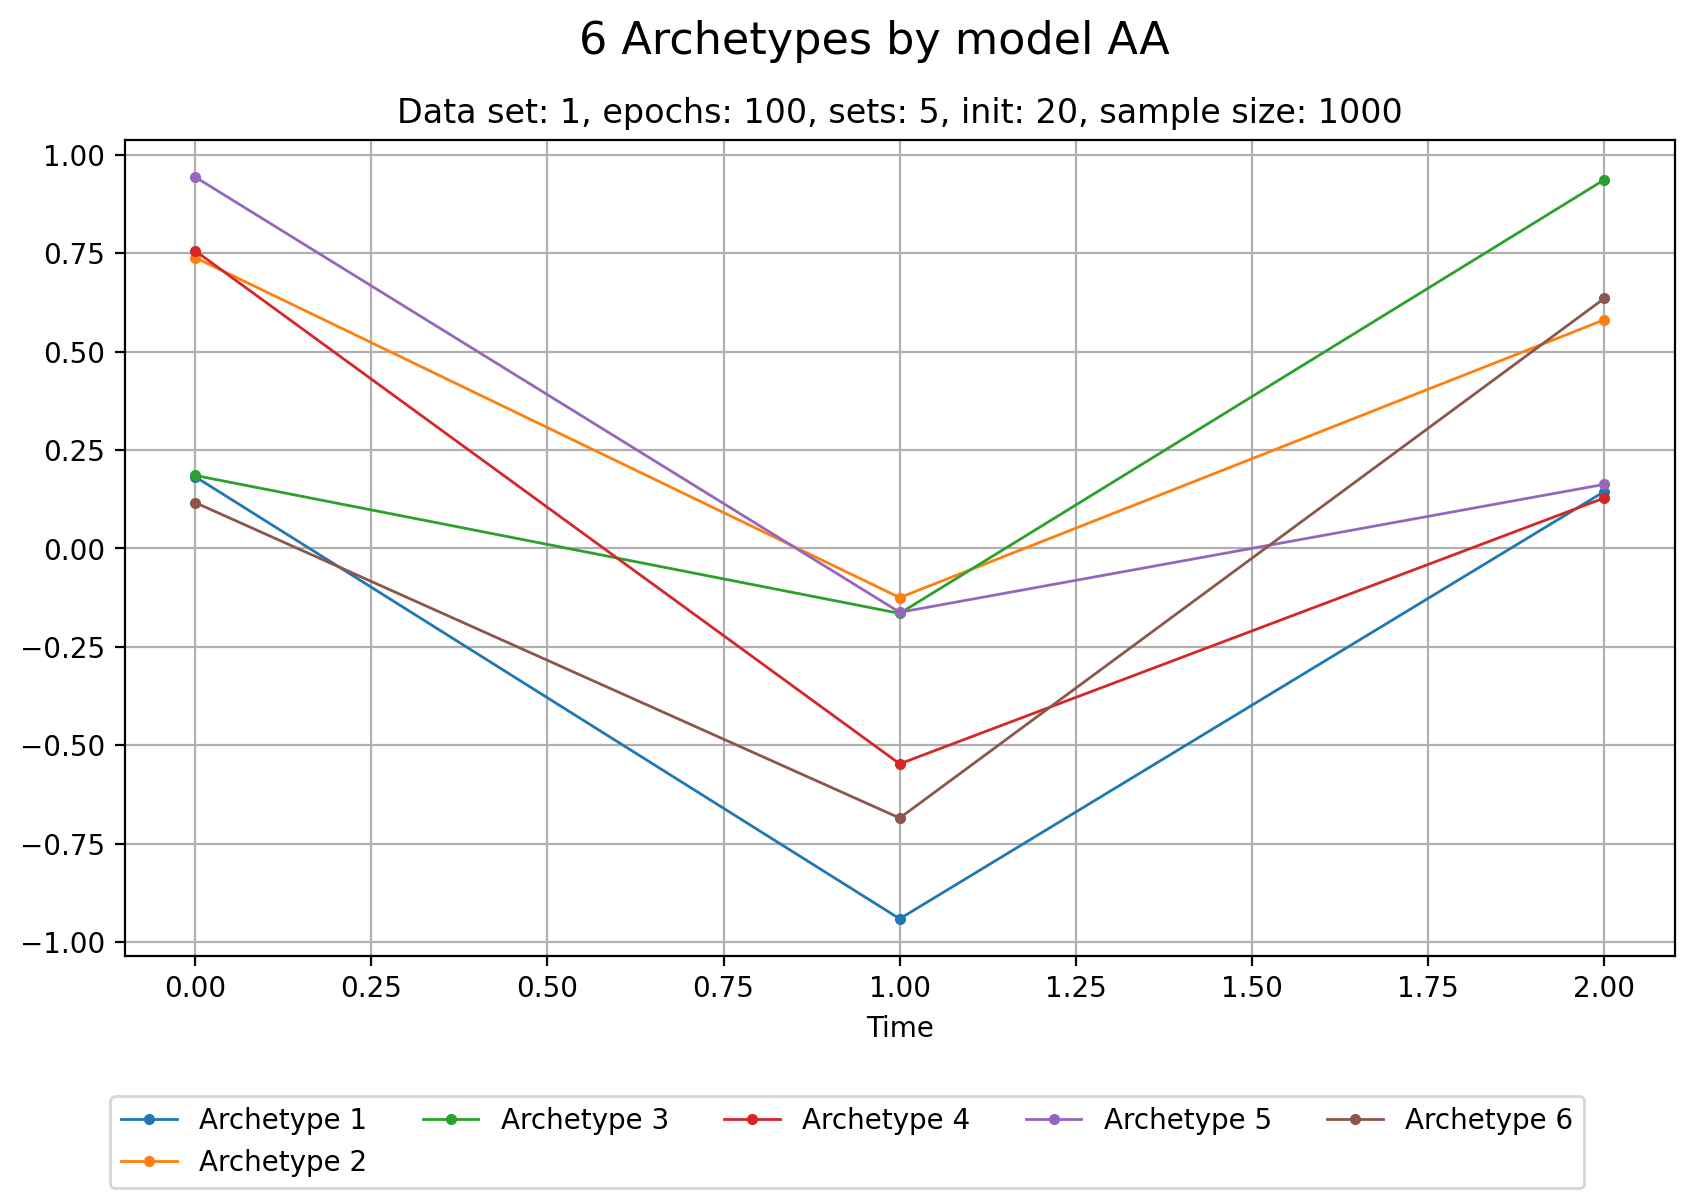 6 Archetypes by model AA
Data set: 1, epochs: 100, sets: 5, init: 20, sample size: 1000
1.00
0.75
0.50
0.25
0.00
−0.25
−0.50
−0.75
−1.00
0.00 0.25 0.50 0.75 1.00 1.25 1.50 1.75 2.00
Time
Archetype 1 Archetype 3 Archetype 4 Archetype 5 Archetype 6
Archetype 2